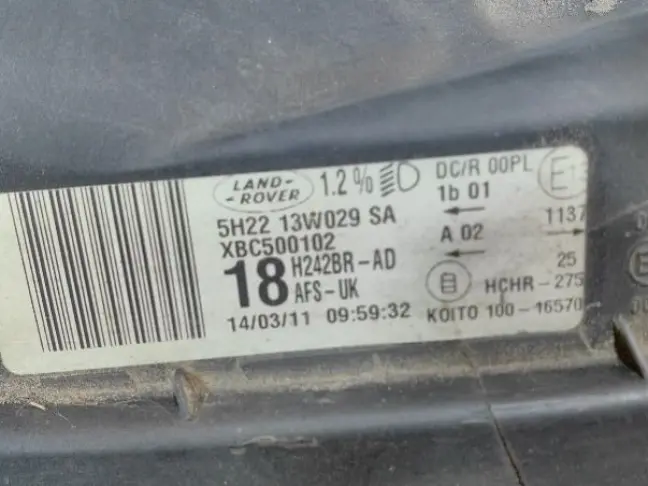 LAND-
-ROVER
1.2%
5H22 13W029 SA
XBC500102
18 H242BR-AD
AFS-UK
14/03/11 09:59:32
DC/R 00PL
1b 01
A 02
1137
25
HCHR-275
KOITO 100-16570